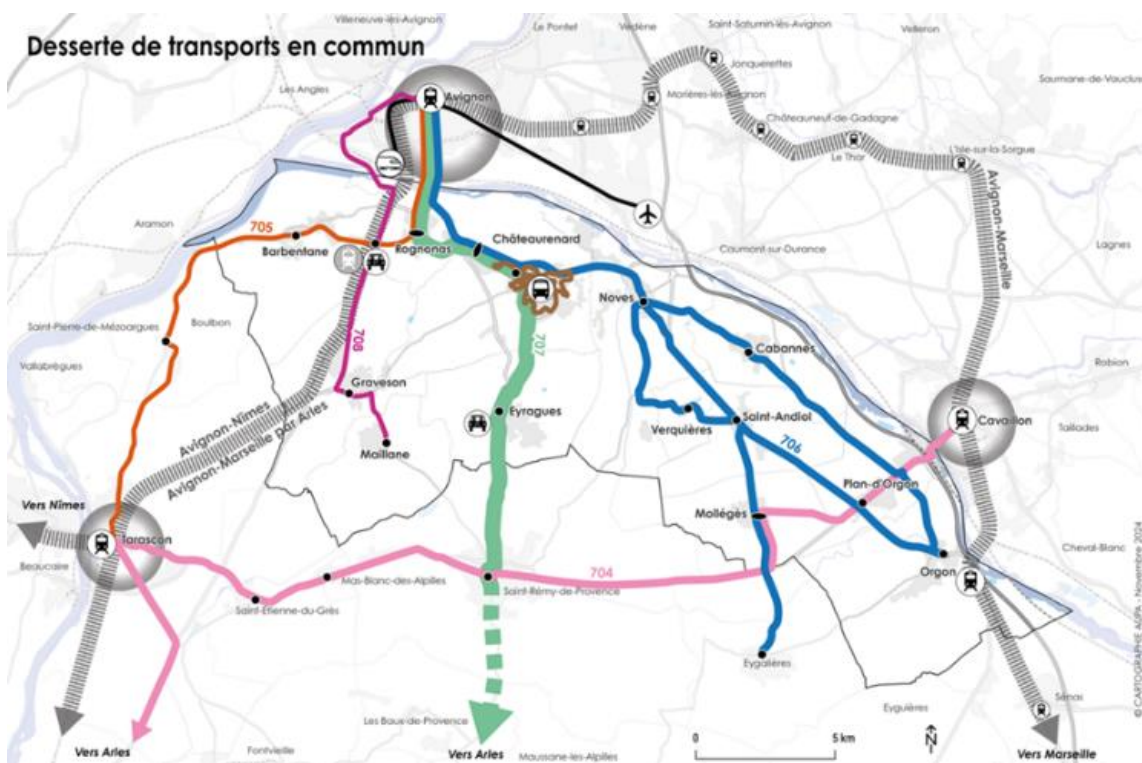 Desserte de transports en commun
Villeneuve-lès-Avignon
Le Pontet
Védène
Saint-Saturnin-lès-Avignon
Velleron
Jonquerettes
Saumane-de-Vaucluse
Les Angles
Avignon
Morières-lès-Avignon
Châteauneuf-de-Gadagne
Le Thor
L'Isle-sur-la-Sorgue
Aramon
705
Barbentane
Rognonas
Châteaurenard
Caumont-sur-Durance
Avignon-Marseille
Lagnes
Noves
Saint-Pierre-de-Mézoargues
Boulbon
708
707
Cabannes
Vallabrègues
Robion
Graveson
Eyragues
Verquières
Saint-Andiol
Cavaillon
Taillades
Avignon-Nîmes
Avignon-Marseille par Arles
Maillane
706
Plan-d'Orgon
Vers Nîmes
Mollégès
Tarascon
Beaucaire
Orgon
Cheval-Blanc
Mas-Blanc-des-Alpilles
704
Saint-Rémy-de-Provence
Saint-Etienne-du-Grès
Eygalières
Sénas
Les Baux-de-Provence
Eyguières
Vers Arles
Fontvieille
Vers Arles
Maussane-les-Alpilles
0
5 km
N
Vers Marseille
© CARTOGRAPHIE A'U'PA - Novembre 2024